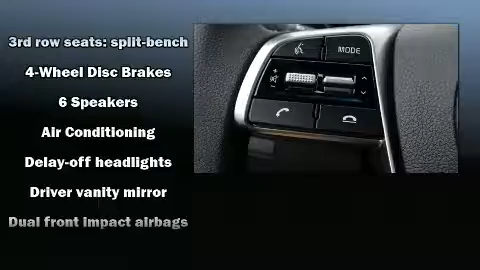 3rd row seats: split-bench
4-Wheel Disc Brakes
6 Speakers
Air Conditioning
Delay-off headlights
Driver vanity mirror
Dual front impact airbags
MODE